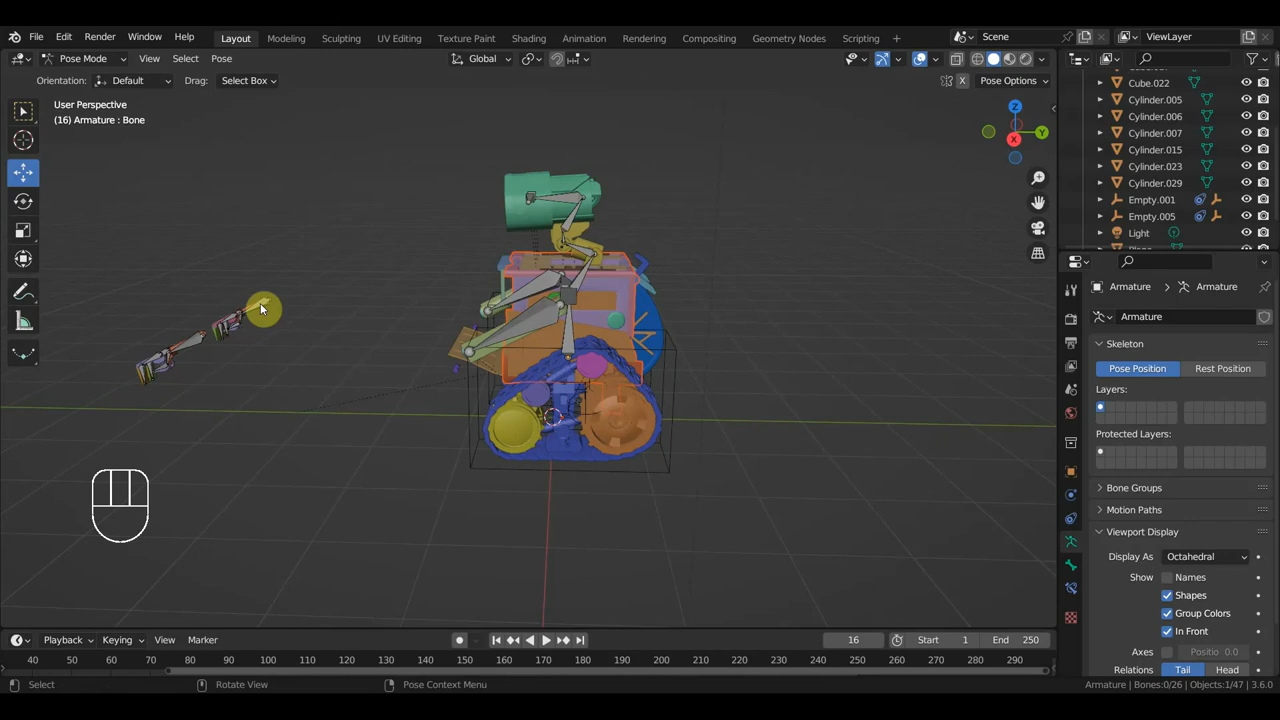 File Edit Render Window Help Layout Modeling Sculpting UV Editing Texture Paint Shading Animation Rendering Compositing Geometry Nodes Scripting + Scene ViewLayer
Pose Mode View Select Pose Global
Orientation: Default Drag: Select Box X Pose Options
User Perspective
(16) Armature : Bone
Z
Y
X
Cube.022
Cylinder.005
Cylinder.006
Cylinder.007
Cylinder.015
Cylinder.023
Cylinder.029
Empty.001
Empty.005
Light
Armature Armature
Armature
Skeleton
Pose Position Rest Position
Layers:
Protected Layers:
Bone Groups
Motion Paths
Viewport Display
Display As Octahedral
Show Names
Shapes
Group Colors
In Front
Axes Positio 0.0
Relations Tail Head
Playback Keying View Marker 16 Start 1 End 250
40 50 60 70 80 90 100 110 120 130 140 150 160 170 180 190 200 210 220 230 240 250 260 270 280 290
Select Rotate View Pose Context Menu Armature | Bones:0/26 | Objects:1/47 | 3.6.0